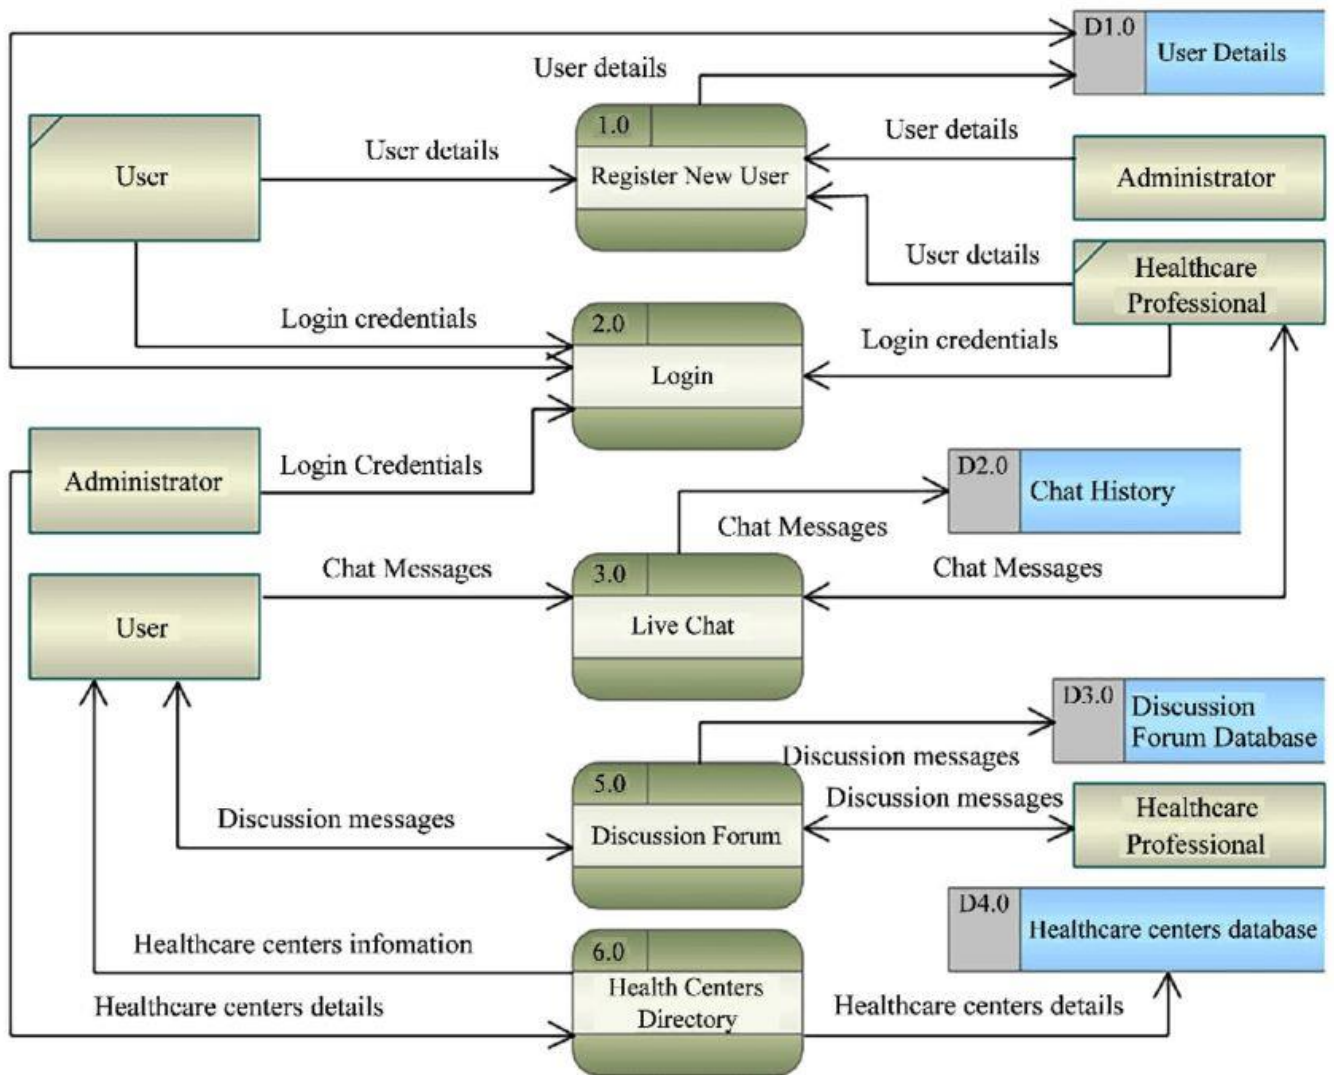 D1.0
User Details
User details
1.0
Register New User
User details
User
User details
Administrator
User details
Healthcare
Professional
Login credentials
2.0
Login
Login credentials
Administrator
Login Credentials
D2.0
Chat History
Chat Messages
Chat Messages
3.0
Live Chat
Chat Messages
User
D3.0
Discussion
Forum Database
Discussion messages
5.0
Discussion Forum
Discussion messages
Discussion messages
Healthcare
Professional
D4.0
Healthcare centers database
Healthcare centers infomation
6.0
Health Centers
Directory
Healthcare centers details
Healthcare centers details